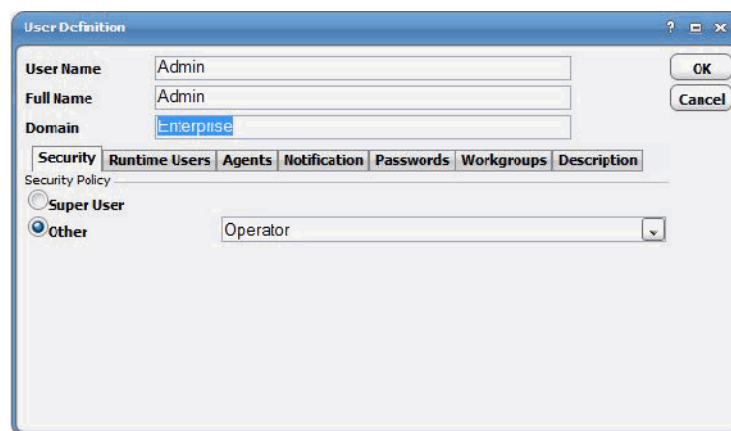 User Definition
?
User Name Admin
OK
Full Name Admin
Cancel
Domain Enterprise
Security Runtime Users Agents Notification Passwords Workgroups Description
Security Policy
Super User
Other Operator